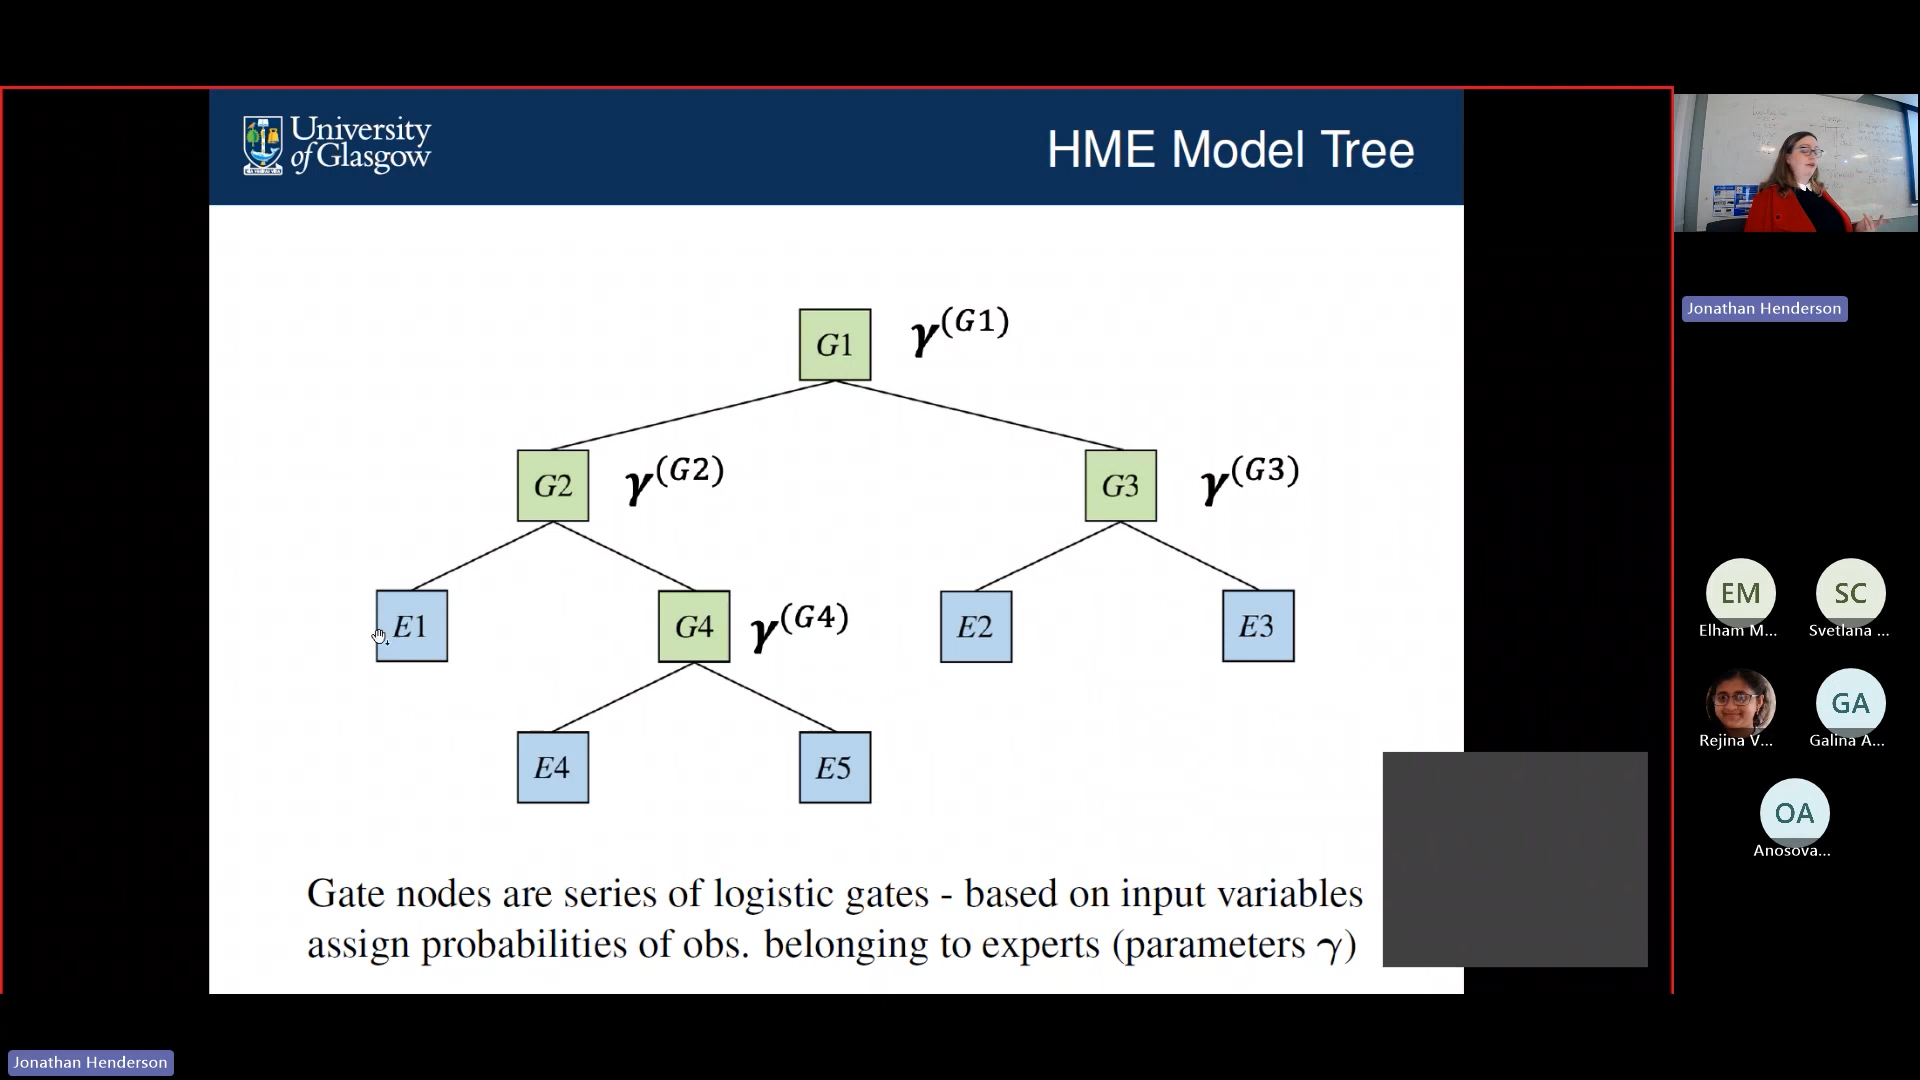 University
of Glasgow
HME Model Tree
G1
γ(G1)
G2
γ(G2)
G3
γ(G3)
E1
G4
γ(G4)
E2
E3
E4
E5
Gate nodes are series of logistic gates - based on input variables
assign probabilities of obs. belonging to experts (parameters γ)
Jonathan Henderson
EM
Elham M...
SC
Svetlana ...
Rejina V...
GA
Galina A...
OA
Anosova...
Jonathan Henderson